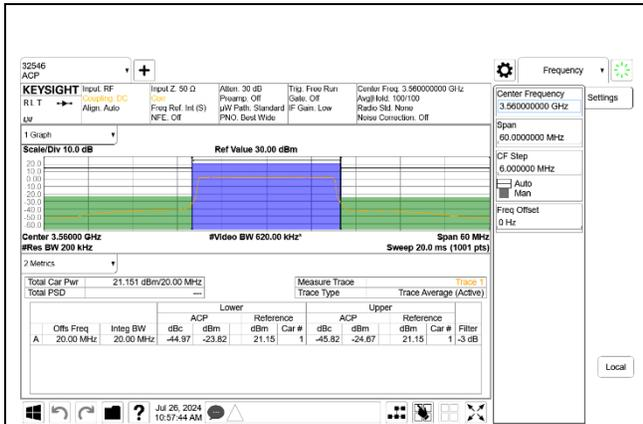 32546
ACP
Frequency
KEYSIGHT
R L T
Input: RF
Coupling: DC
Align: Auto
Input Z: 50 Ω
Corr
Freq Ref: Int (S)
NFE: Off
Atten: 30 dB
Preamp: Off
µW Path: Standard
PNO: Best Wide
Trig: Free Run
Gate: Off
IF Gain: Low
Center Freq: 3.560000000 GHz
Avg|Hold: 100/100
Radio Std: None
Noise Correction: Off
Center Frequency
3.560000000 GHz
Settings
Span
60.0000000 MHz
CF Step
6.000000 MHz
Auto
Man
Freq Offset
0 Hz
Local
1 Graph
Scale/Div 10.0 dB
Ref Value 30.00 dBm
20.0
10.0
0.00
-10.0
-20.0
-30.0
-40.0
-50.0
-60.0
Center 3.56000 GHz
#Video BW 620.00 kHz*
Span 60 MHz
#Res BW 200 kHz
Sweep 20.0 ms (1001 pts)
2 Metrics
Total Car Pwr 21.151 dBm/20.00 MHz
Measure Trace Trace 1
Total PSD ---
Trace Type Trace Average (Active)
Lower Upper
ACP Reference ACP Reference
Offs Freq Integ BW dBc dBm dBm Car # dBc dBm dBm Car # Filter
A 20.00 MHz 20.00 MHz -44.97 -23.82 21.15 1 -45.82 -24.67 21.15 1 -3 dB
Jul 26, 2024
10:57:44 AM